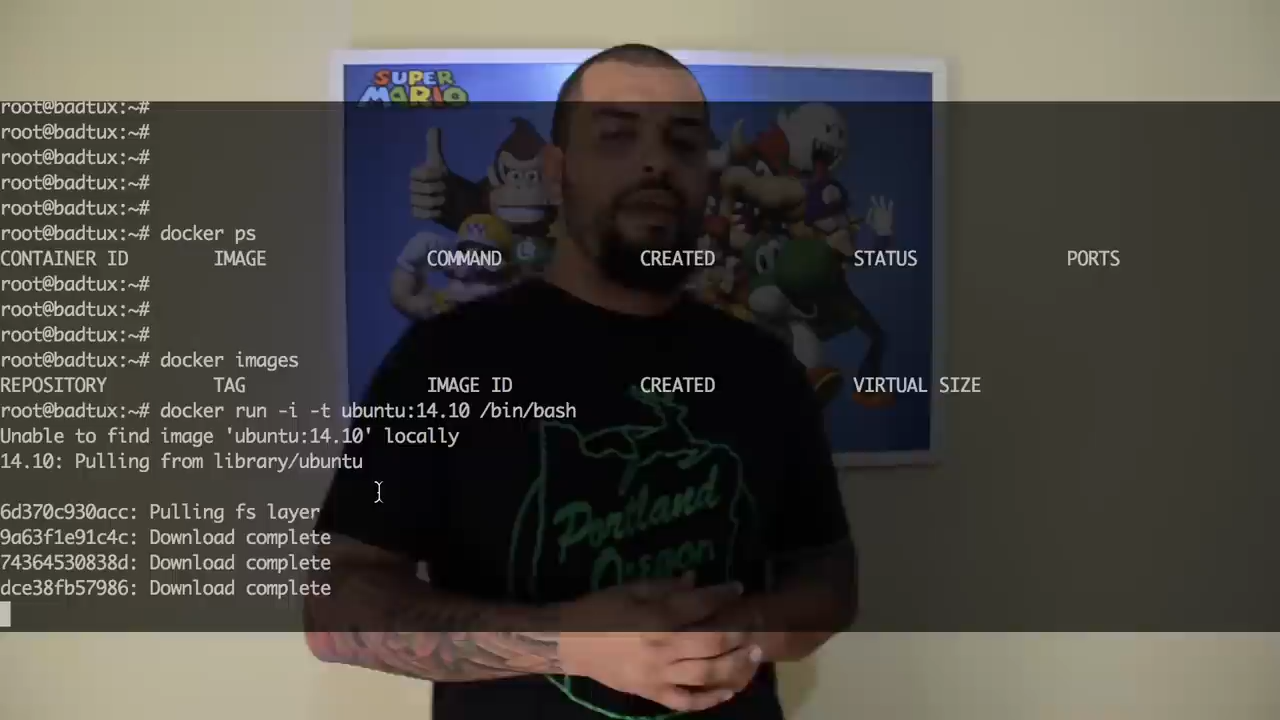 SUPER
MARIO
root@badtux:~#
root@badtux:~#
root@badtux:~#
root@badtux:~#
root@badtux:~#
root@badtux:~# docker ps
CONTAINER ID IMAGE COMMAND CREATED STATUS PORTS
root@badtux:~#
root@badtux:~#
root@badtux:~#
root@badtux:~# docker images
REPOSITORY TAG IMAGE ID CREATED VIRTUAL SIZE
root@badtux:~# docker run -i -t ubuntu:14.10 /bin/bash
Unable to find image 'ubuntu:14.10' locally
14.10: Pulling from library/ubuntu
6d370c930acc: Pulling fs layer
9a63f1e91c4c: Download complete
74364530838d: Download complete
dce38fb57986: Download complete
Portland
Oregon